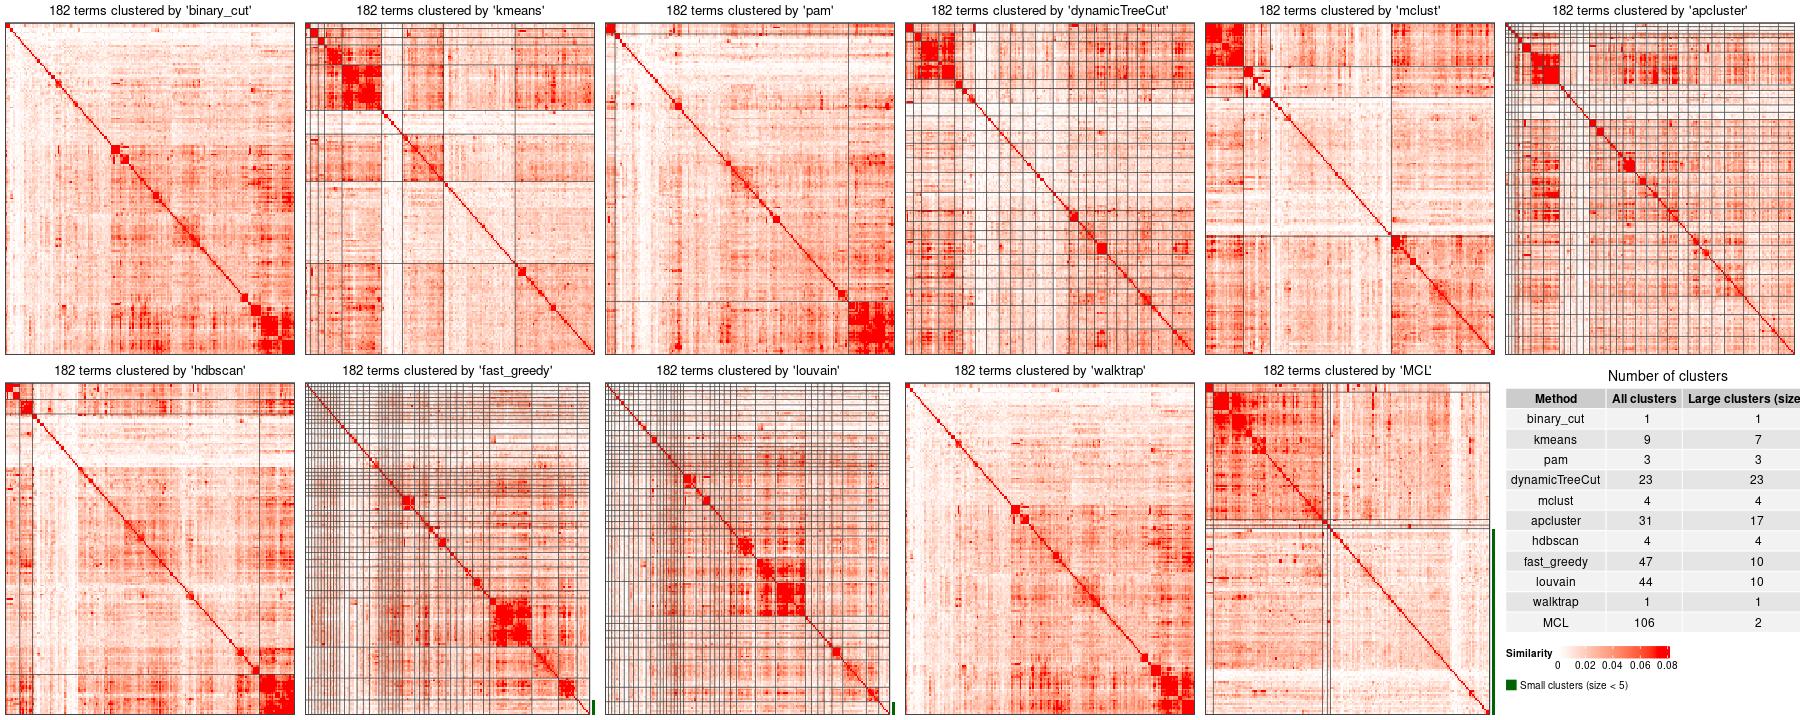 182 terms clustered by 'binary_cut'
182 terms clustered by 'kmeans'
182 terms clustered by 'pam'
182 terms clustered by 'dynamicTreeCut'
182 terms clustered by 'mclust'
182 terms clustered by 'apcluster'
182 terms clustered by 'hdbscan'
182 terms clustered by 'fast_greedy'
182 terms clustered by 'louvain'
182 terms clustered by 'walktrap'
182 terms clustered by 'MCL'
Number of clusters
Method All clusters Large clusters (size
binary_cut 1 1
kmeans 9 7
pam 3 3
dynamicTreeCut 23 23
mclust 4 4
apcluster 31 17
hdbscan 4 4
fast_greedy 47 10
louvain 44 10
walktrap 1 1
MCL 106 2
Similarity
0 0.02 0.04 0.06 0.08
Small clusters (size < 5)